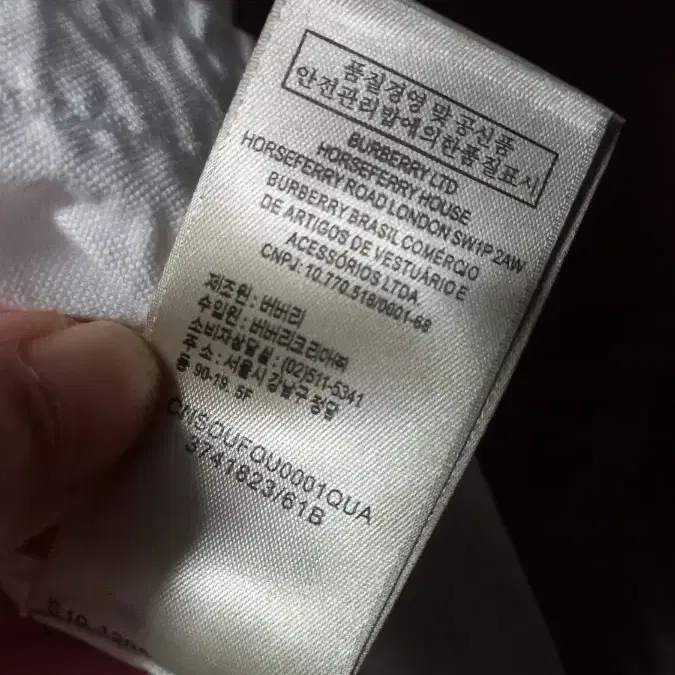 품질경영 및 공산품
안전관리법에의한품질표시
BURBERRY LTD
HORSEFERRY HOUSE
HORSEFERRY ROAD LONDON SW1P 2AW
BURBERRY BRASIL COMÉRCIO
DE ARTIGOS DE VESTUÁRIO E
ACESSÓRIOS LTDA
CNPJ: 10.770.518/0001-68
제조원 : 버버리
수입원 : 버버리코리아㈜
소비자상담실 : (02)511-5341
주 소 : 서울시 강남구 청담
동 90-19, 5F
CNSOUFOU0001QUA
3741823/61B